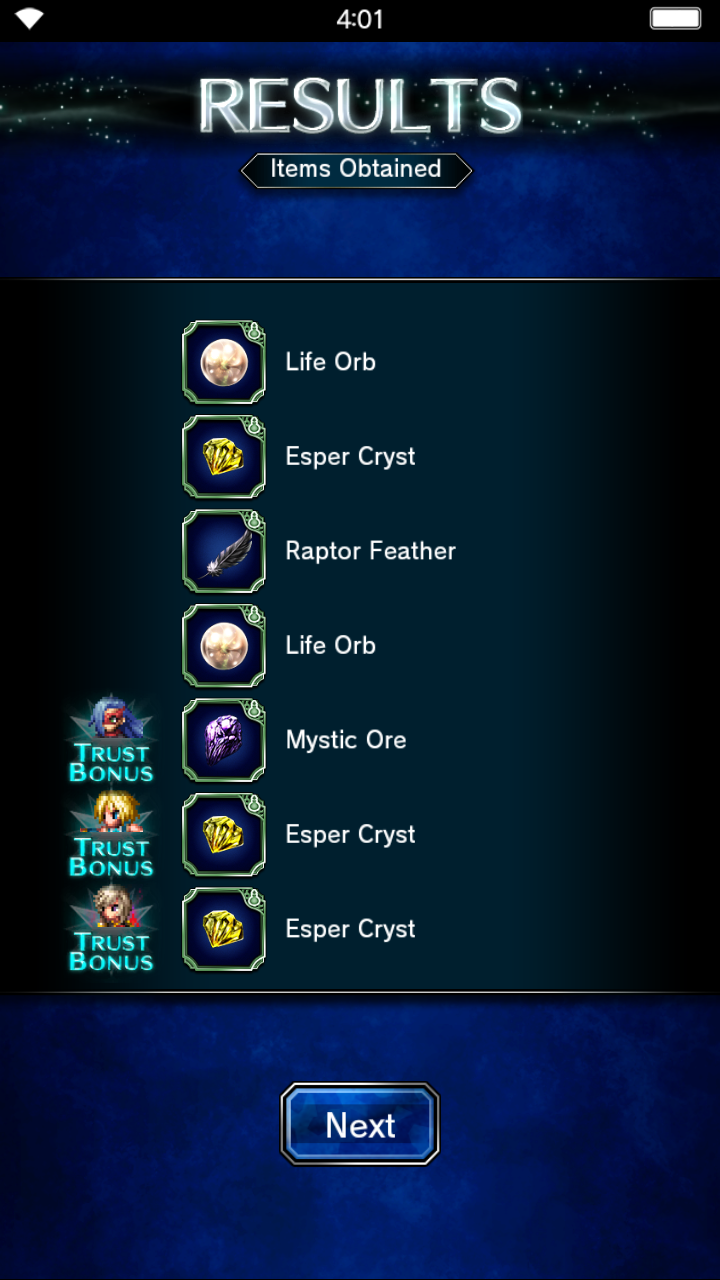 4:01
RESULTS
Items Obtained
Life Orb
Esper Cryst
Raptor Feather
Life Orb
TRUST
BONUS
Mystic Ore
TRUST
BONUS
Esper Cryst
TRUST
BONUS
Esper Cryst
Next